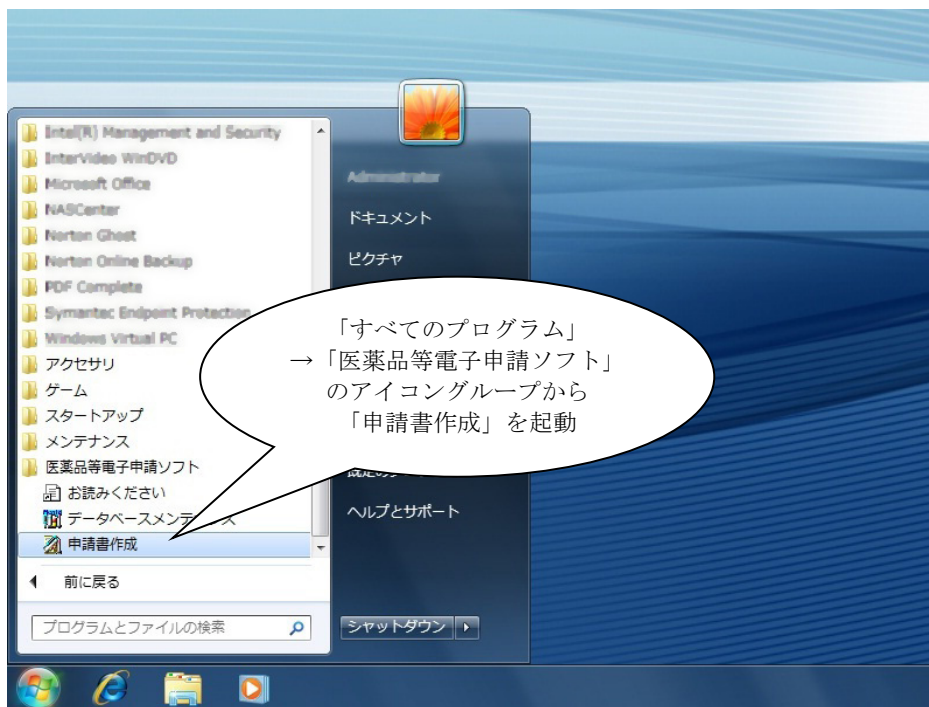 Intel(R) Management and Security
InterVideo WinDVD
Microsoft Office
NASCenter
Norton Ghost
Norton Online Backup
PDF Complete
Symantec Endpoint Protection
Windows Virtual PC
アクセサリ
ゲーム
スタートアップ
メンテナンス
医薬品等電子申請ソフト
お読みください
データベースメンテ
ス
申請書作成
前に戻る
プログラムとファイルの検索
Administrator
ドキュメント
ピクチャ
「すべてのプログラム」
→「医薬品等電子申請ソフト」
のアイコングループから
「申請書作成」を起動
ヘルプとサポート
シャットダウン